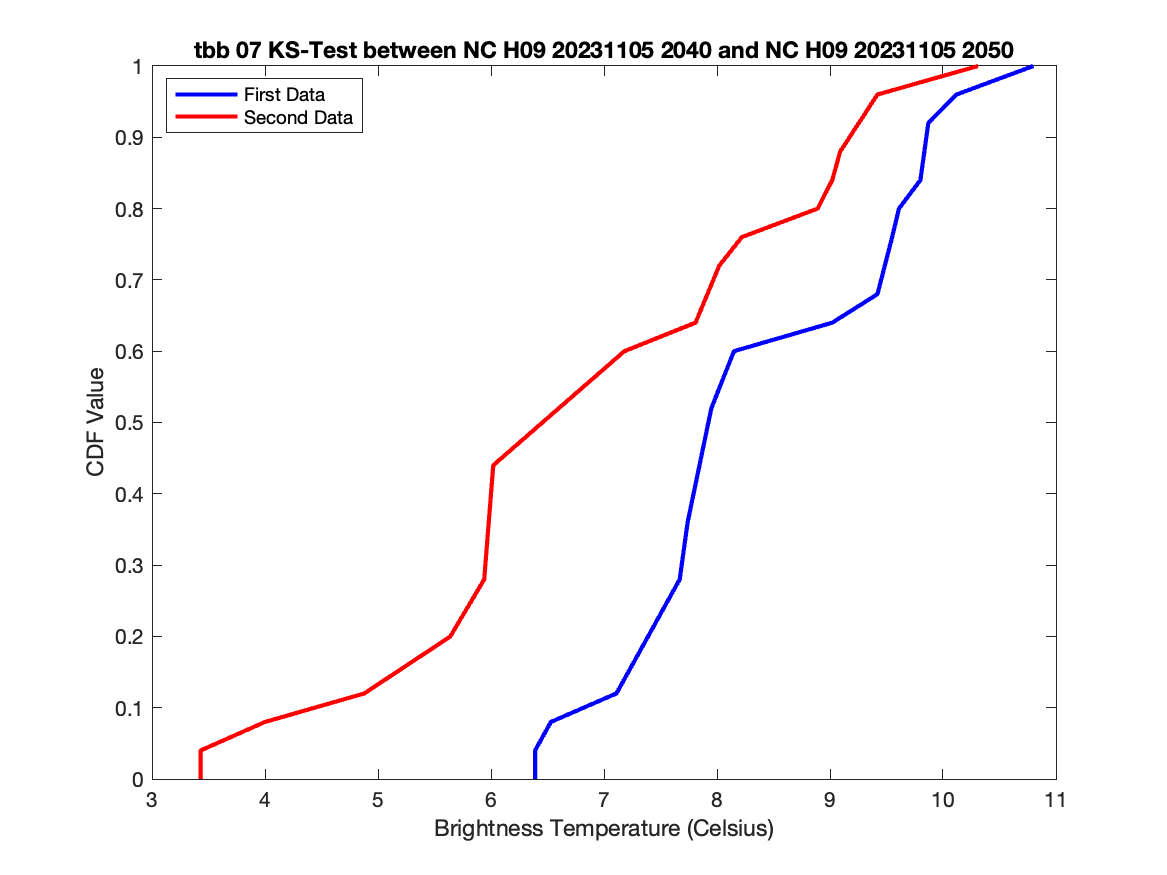 tbb 07 KS-Test between NC H09 20231105 2040 and NC H09 20231105 2050
First Data
Second Data
1
0.9
0.8
0.7
0.6
0.5
0.4
0.3
0.2
0.1
0
CDF Value
3 4 5 6 7 8 9 10 11
Brightness Temperature (Celsius)